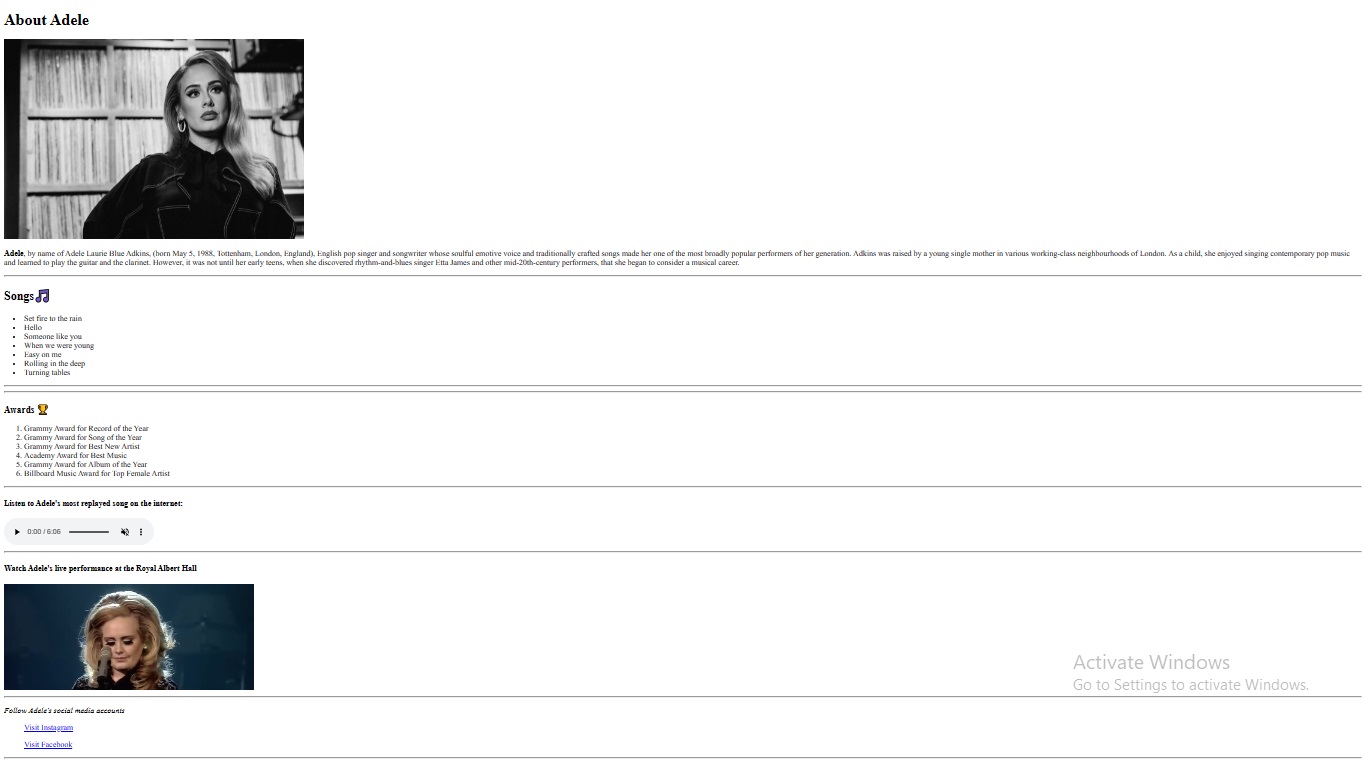 About Adele
Adele, by name of Adele Laurie Blue Adkins, (born May 5, 1988, Tottenham, London, England), English pop singer and songwriter whose soulful emotive voice and traditionally crafted songs made her one of the most broadly popular performers of her generation. Adkins was raised by a young single mother in various working-class neighbourhoods of London. As a child, she enjoyed singing contemporary pop music
and learned to play the guitar and the clarinet. However, it was not until her early teens, when she discovered rhythm-and-blues singer Etta James and other mid-20th-century performers, that she began to consider a musical career.
Songs🎵
• Set fire to the rain
• Hello
• Someone like you
• When we were young
• Easy on me
• Rolling in the deep
• Turning tables
Awards 🏆
1. Grammy Award for Record of the Year
2. Grammy Award for Song of the Year
3. Grammy Award for Best New Artist
4. Academy Award for Best Music
5. Grammy Award for Album of the Year
6. Billboard Music Award for Top Female Artist
Listen to Adele's most replayed song on the internet:
0:00 / 6:06
Watch Adele's live performance at the Royal Albert Hall
Activate Windows
Go to Settings to activate Windows.
Follow Adele's social media accounts
Visit Instagram
Visit Facebook